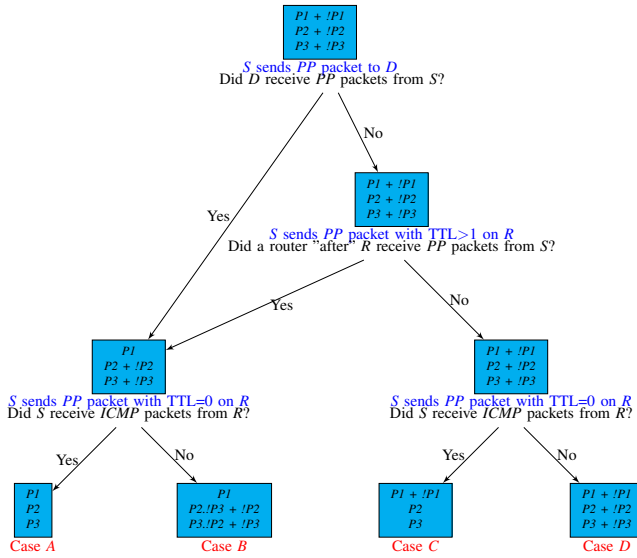 P1 + !P1
P2 + !P2
P3 + !P3
S sends PP packet to D
Did D receive PP packets from S?
No
P1 + !P1
P2 + !P2
P3 + !P3
Yes
S sends PP packet with TTL>1 on R
Did a router "after" R receive PP packets from S?
Yes
No
P1
P2 + !P2
P3 + !P3
P1 + !P1
P2 + !P2
P3 + !P3
S sends PP packet with TTL=0 on R
Did S receive ICMP packets from R?
S sends PP packet with TTL=0 on R
Did S receive ICMP packets from R?
Yes
No
Yes
No
P1
P2
P3
P1
P2.!P3 + !P2
P3.!P2 + !P3
P1 + !P1
P2
P3
P1 + !P1
P2 + !P2
P3 + !P3
Case A
Case B
Case C
Case D